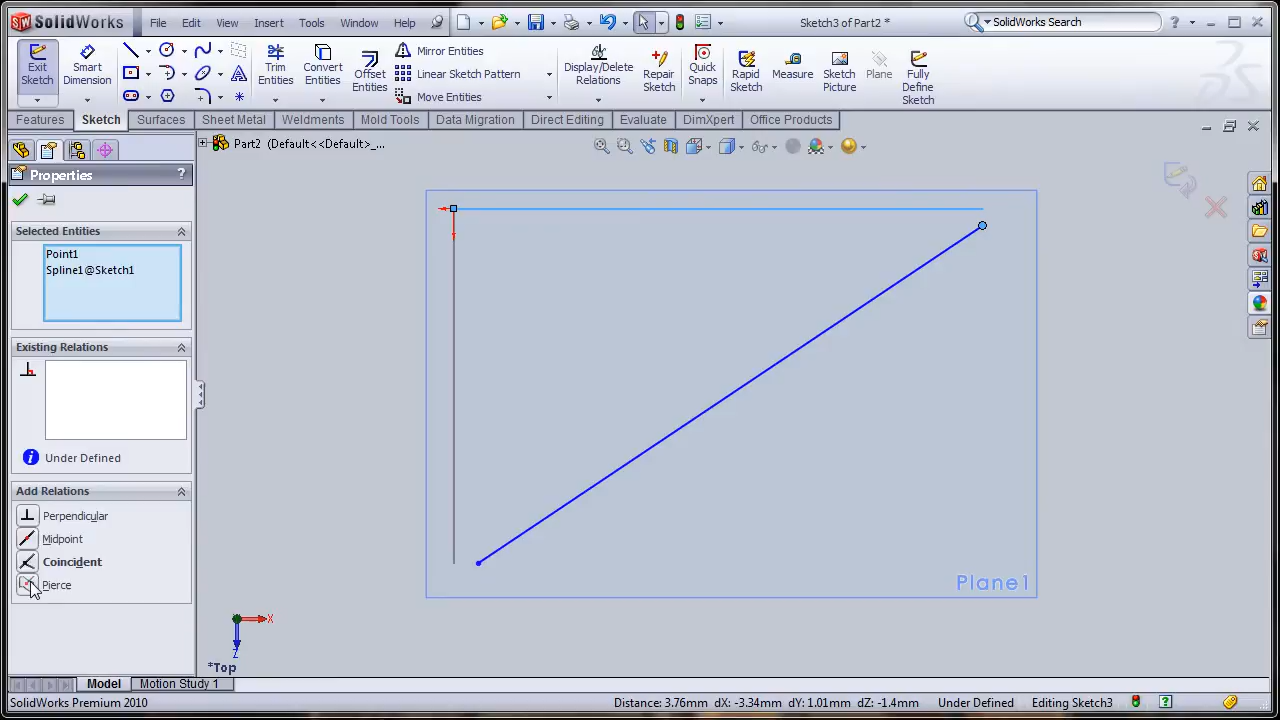 SolidWorks File Edit View Insert Tools Window Help Sketch3 of Part2 * SolidWorks Search ?
Exit Sketch
Smart Dimension
Trim Entities
Convert Entities
Offset Entities
Mirror Entities
Linear Sketch Pattern
Move Entities
Display/Delete Relations
Repair Sketch
Quick Snaps
Rapid Sketch
Measure
Sketch Picture
Plane
Fully Define Sketch
Features Sketch Surfaces Sheet Metal Weldments Mold Tools Data Migration Direct Editing Evaluate DimXpert Office Products
Part2 (Default<<Default>_...
Properties ?
Selected Entities
Point1
Spline1@Sketch1
Existing Relations
Under Defined
Add Relations
Perpendicular
Midpoint
Coincident
Pierce
Plane1
X
Z
*Top
Model Motion Study 1
SolidWorks Premium 2010 Distance: 3.76mm dX: -3.34mm dY: 1.01mm dZ: -1.4mm Under Defined Editing Sketch3 ?